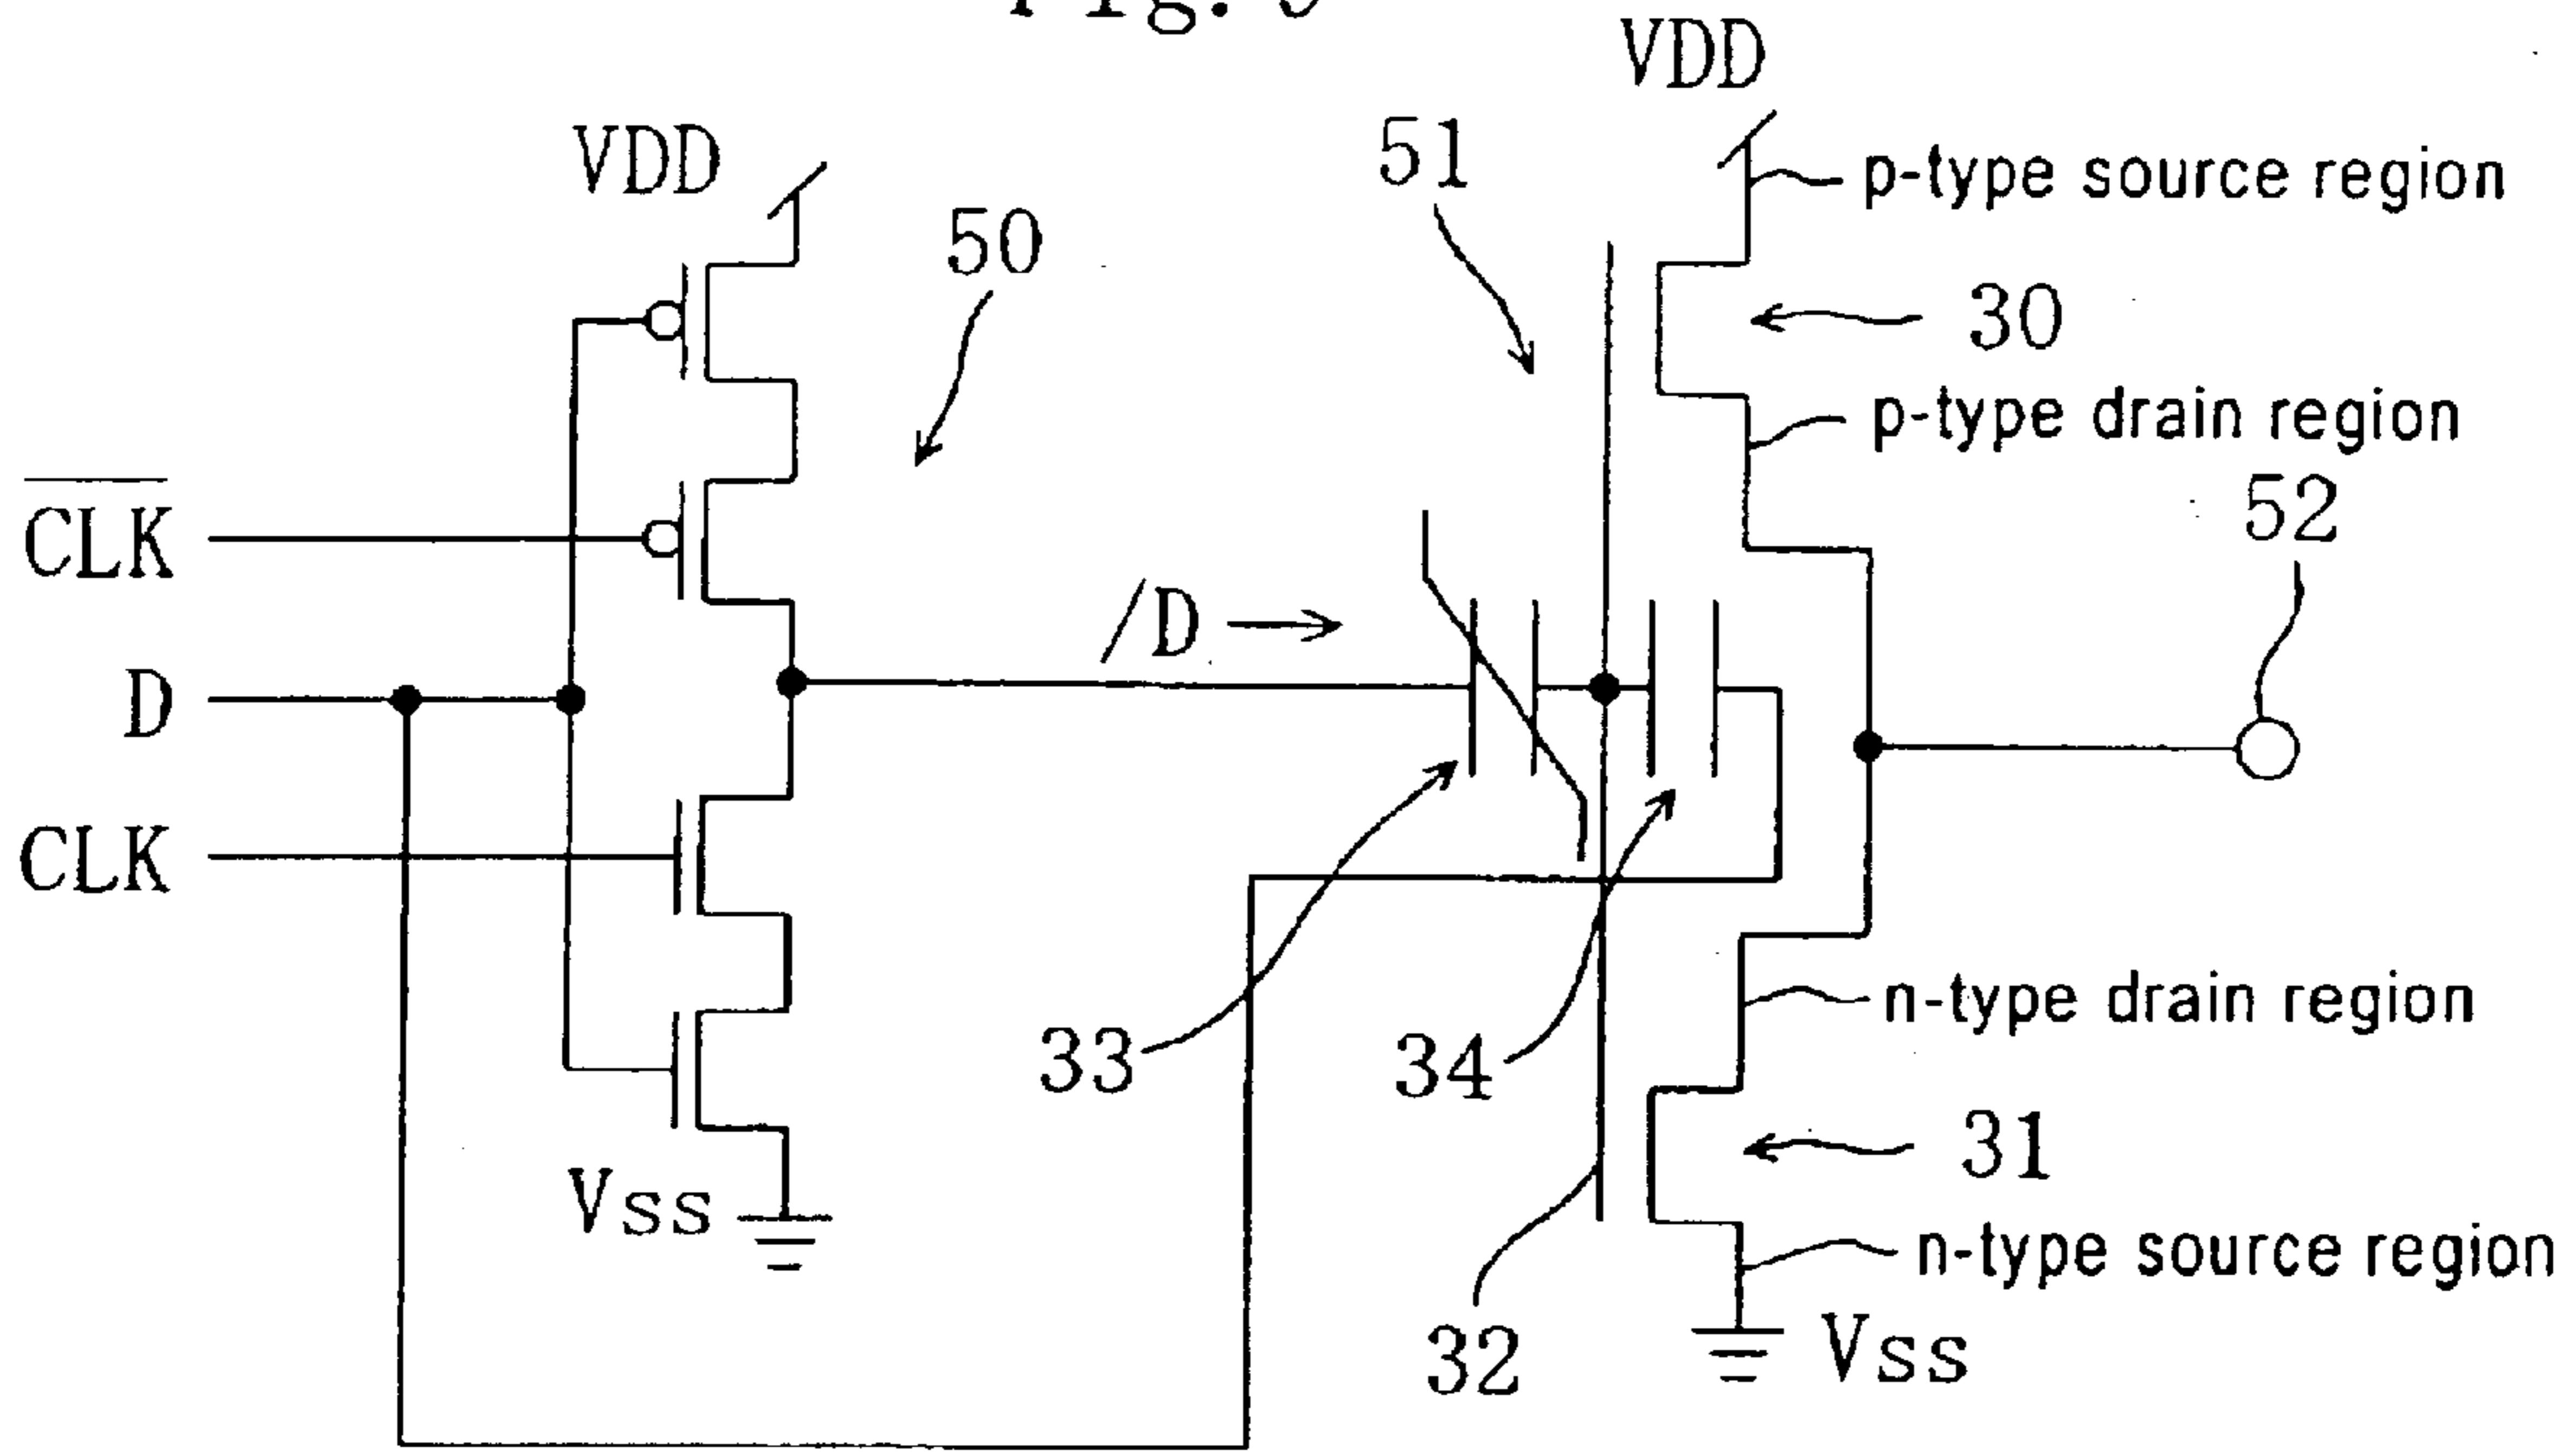 VDD
51
VDD
p-type source region
50
30
p-type drain region
52
C̅L̅K̅
/D →
D
CLK
n-type drain region
33
34
31
VSS
n-type source region
32
VSS